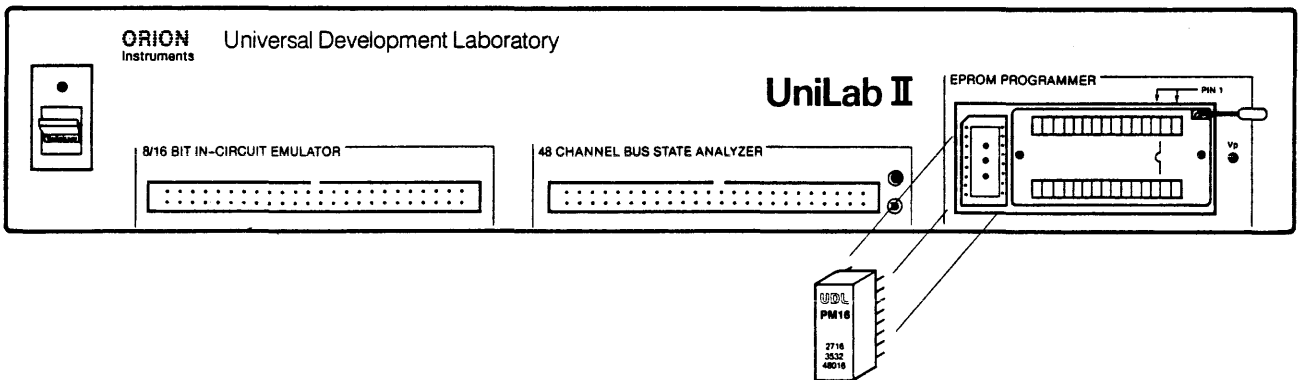 ORION
Instruments
Universal Development Laboratory
UniLab II
EPROM PROGRAMMER
PIN 1
Vp
8/16 BIT IN-CIRCUIT EMULATOR
48 CHANNEL BUS STATE ANALYZER
UDL
PM16
2716
3532
48016